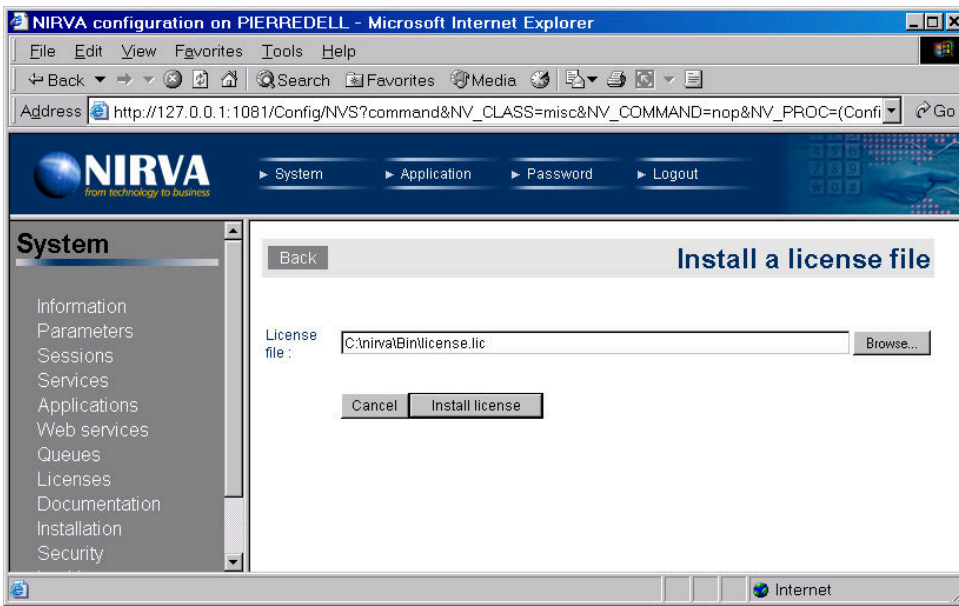 NIRVA configuration on PIERREDELL - Microsoft Internet Explorer
File Edit View Favorites Tools Help
Back Search Favorites Media
Address http://127.0.0.1:1081/Config/NVS?command&NV_CLASS=misc&NV_COMMAND=nop&NV_PROC=(Confi Go
NIRVA
from technology to business
System Application Password Logout
System
Information
Parameters
Sessions
Services
Applications
Web services
Queues
Licenses
Documentation
Installation
Security
Back
Install a license file
License
file :
C:\nirva\Bin\license.lic
Browse...
Cancel
Install license
Internet